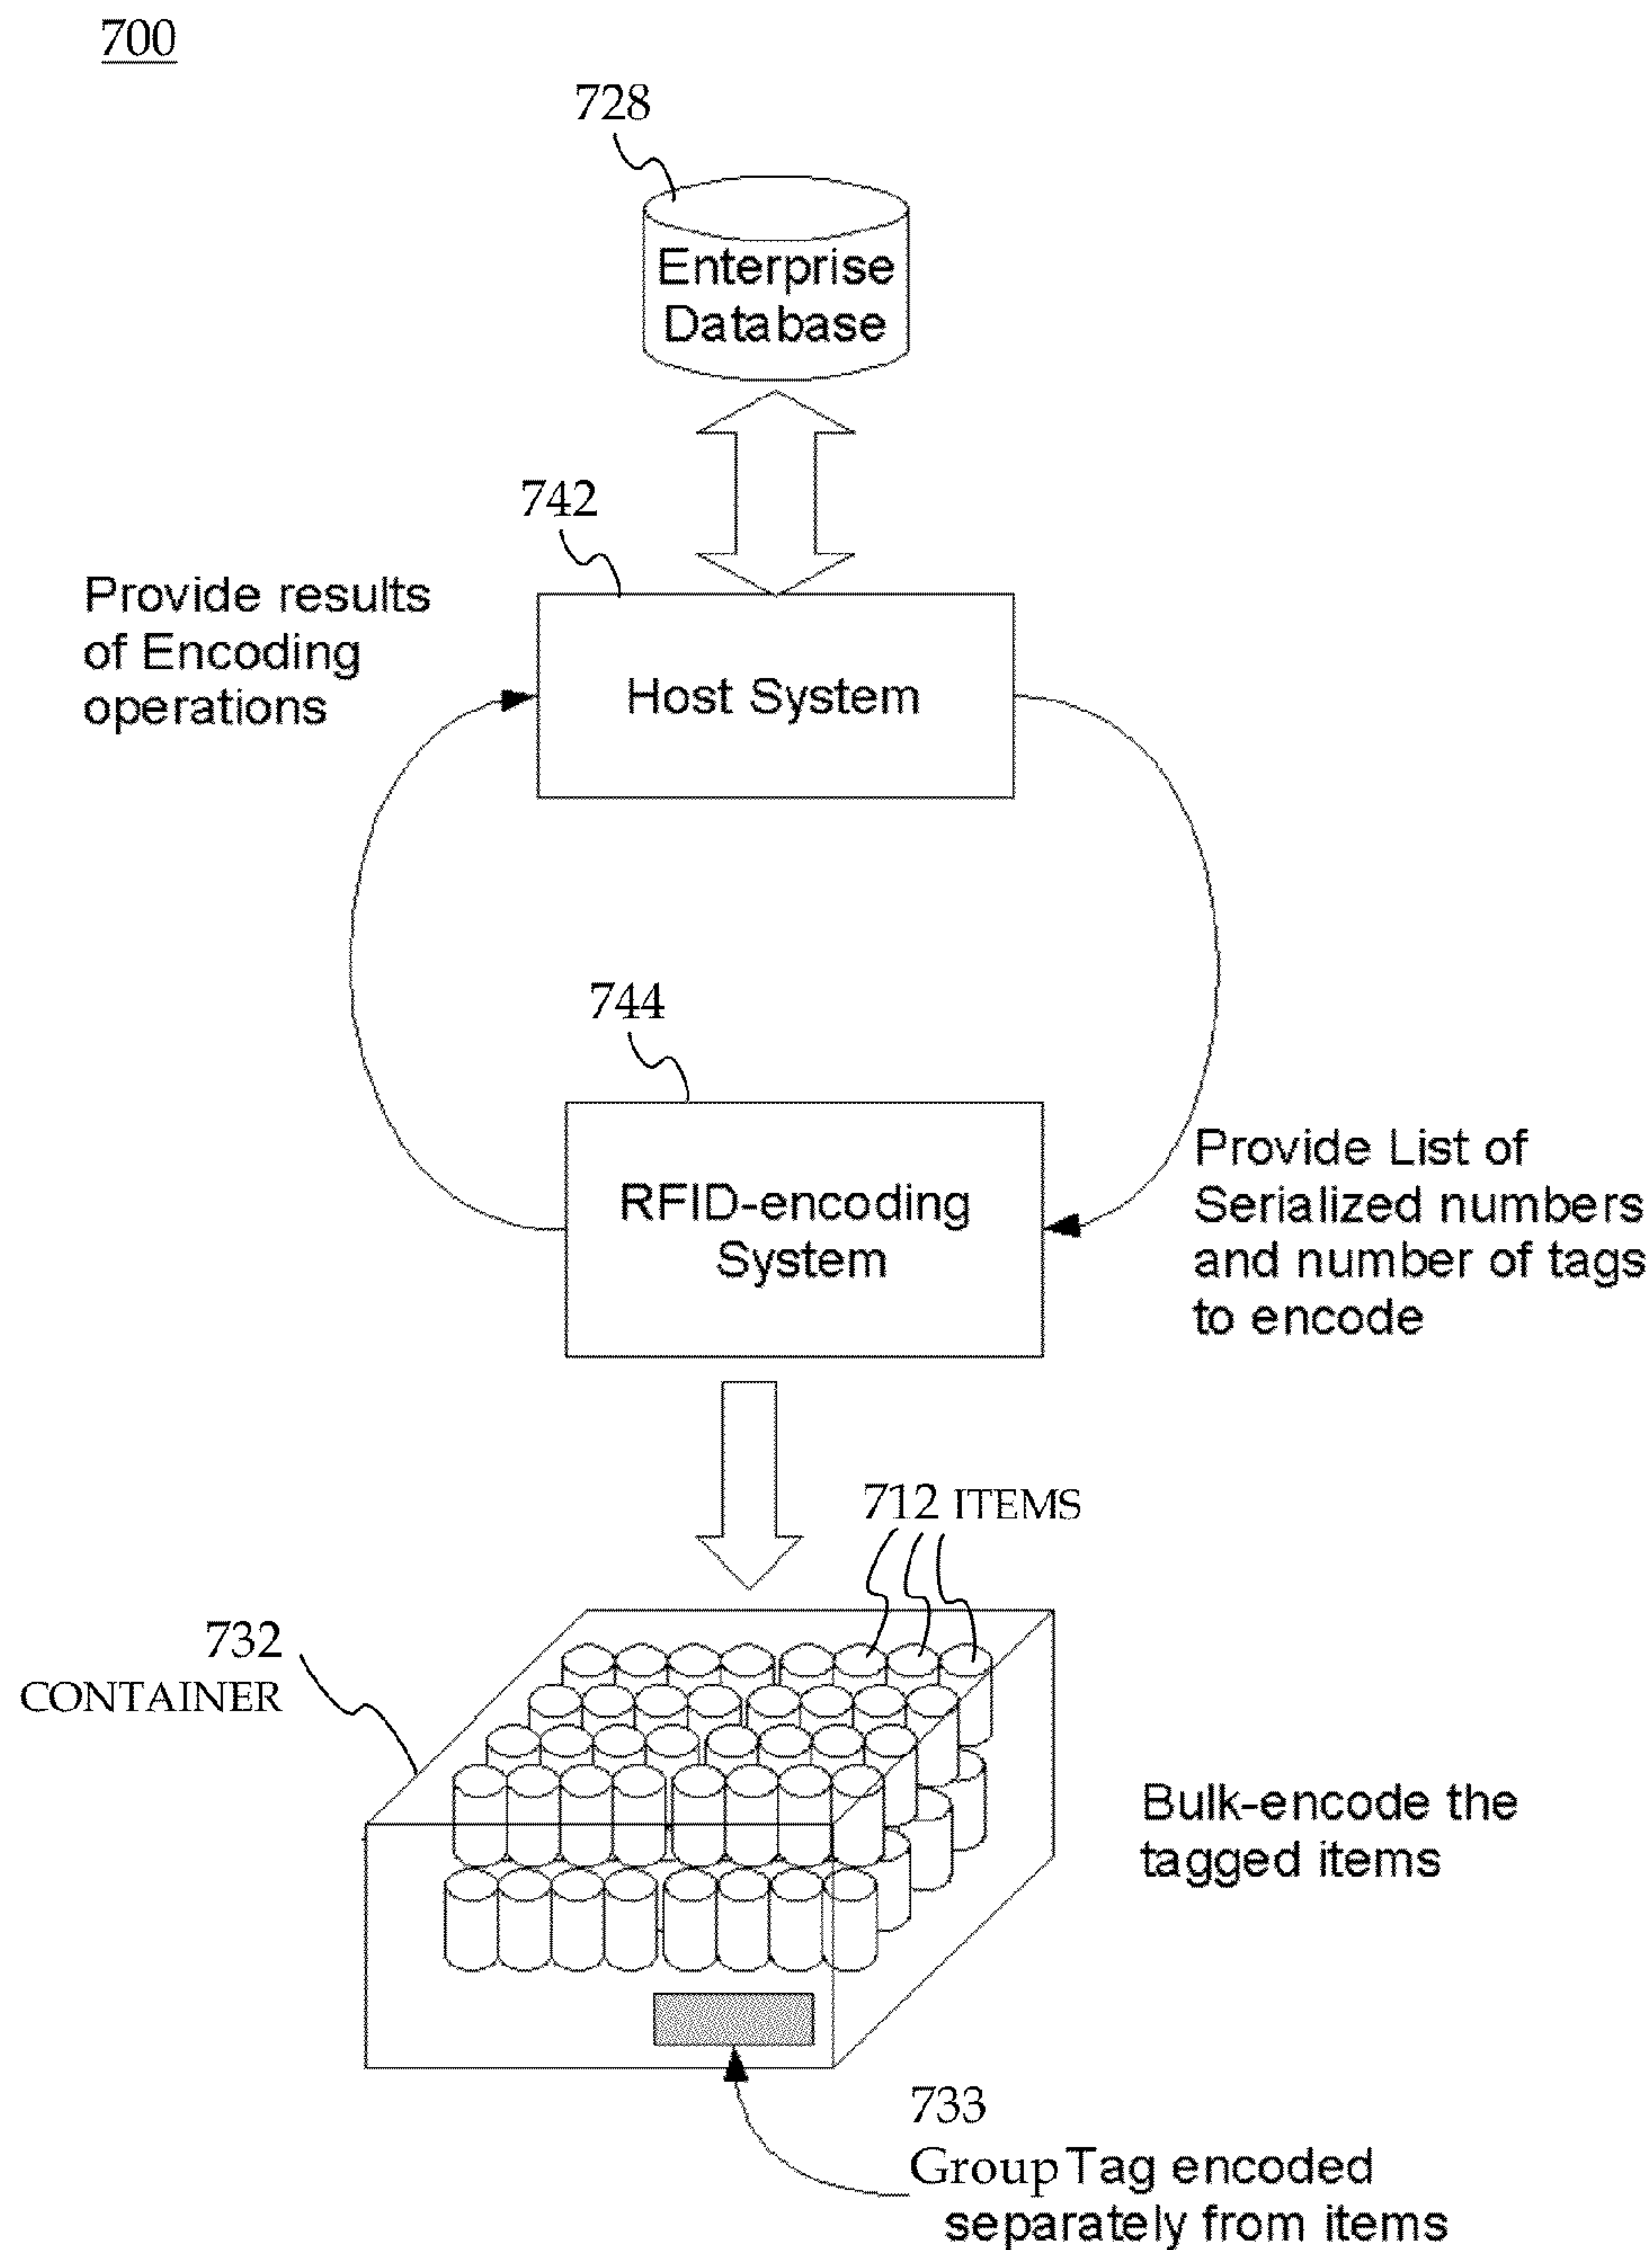 700
728
Enterprise
Database
742
Provide results
of Encoding
operations
Host System
744
RFID-encoding
System
Provide List of
Serialized numbers
and number of tags
to encode
712 ITEMS
732
CONTAINER
Bulk-encode the
tagged items
733
Group Tag encoded
separately from items